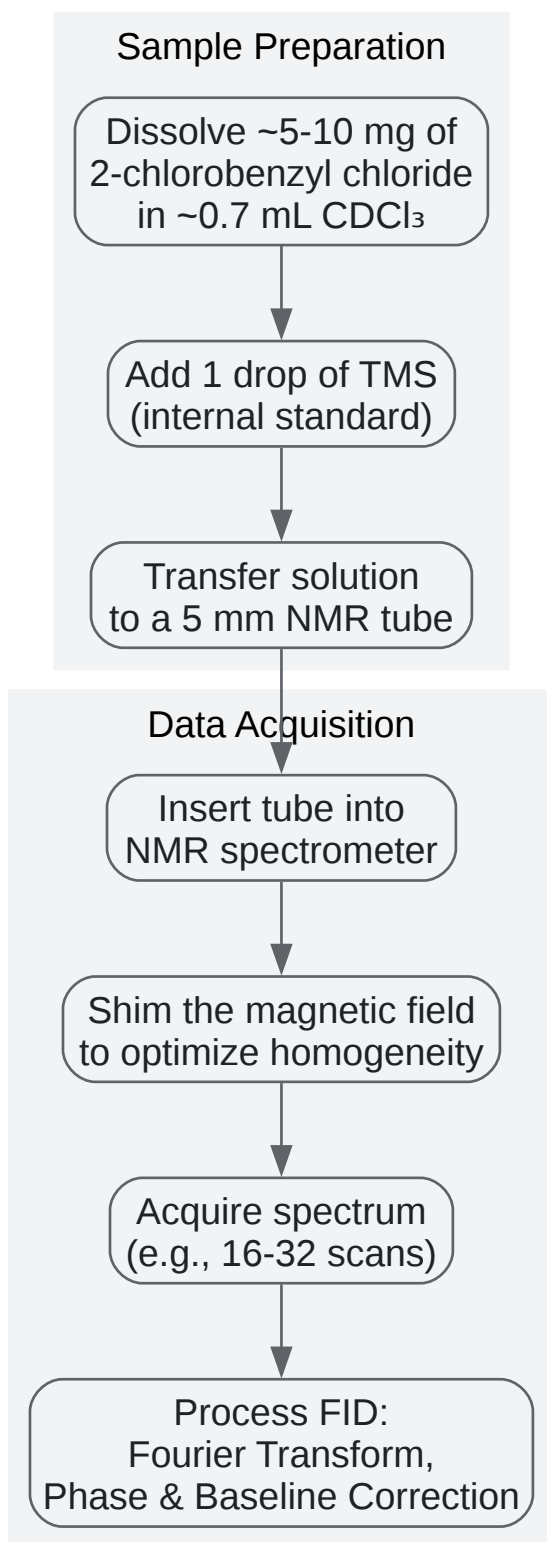 Sample Preparation
Dissolve ~5-10 mg of
2-chlorobenzyl chloride
in ~0.7 mL CDCl₃
Add 1 drop of TMS
(internal standard)
Transfer solution
to a 5 mm NMR tube
Data Acquisition
Insert tube into
NMR spectrometer
Shim the magnetic field
to optimize homogeneity
Acquire spectrum
(e.g., 16-32 scans)
Process FID:
Fourier Transform,
Phase & Baseline Correction